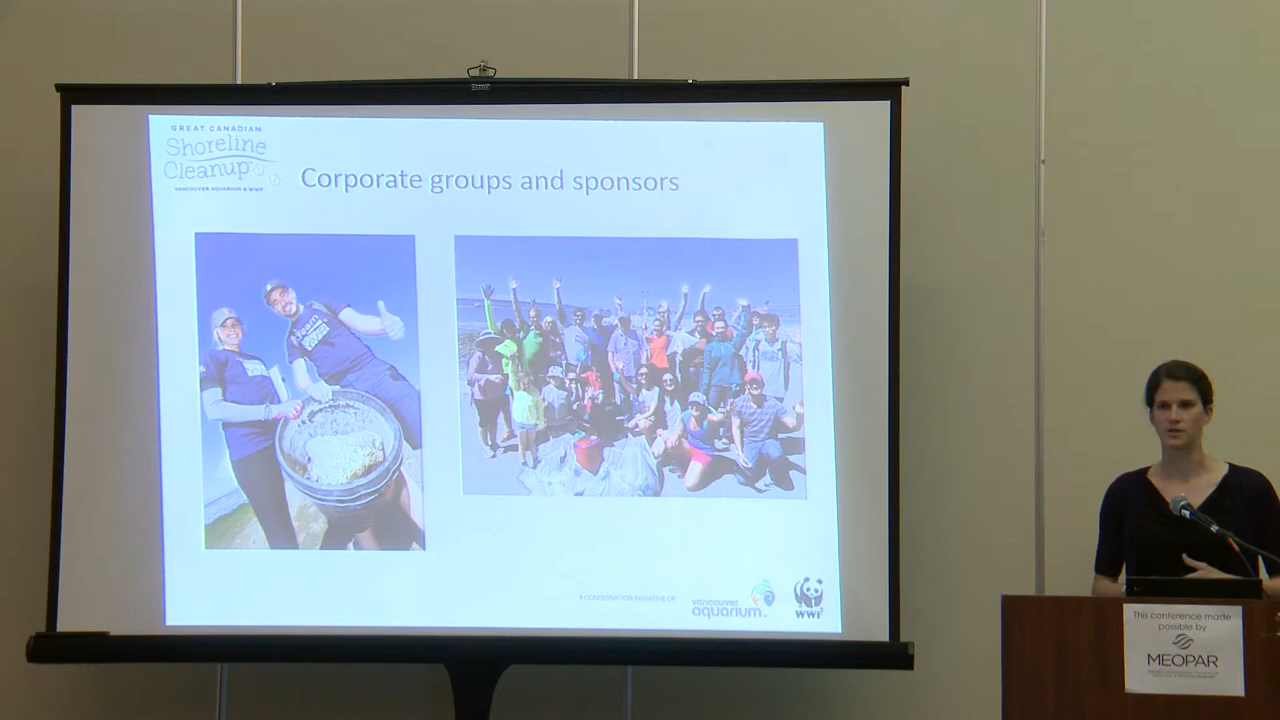 GREAT CANADIAN
Shoreline
Cleanup
VANCOUVER AQUARIUM & WWF
Corporate groups and sponsors
A CONSERVATION INITIATIVE OF
vancouver
aquarium
WWF
This conference made
possible by
MEOPAR